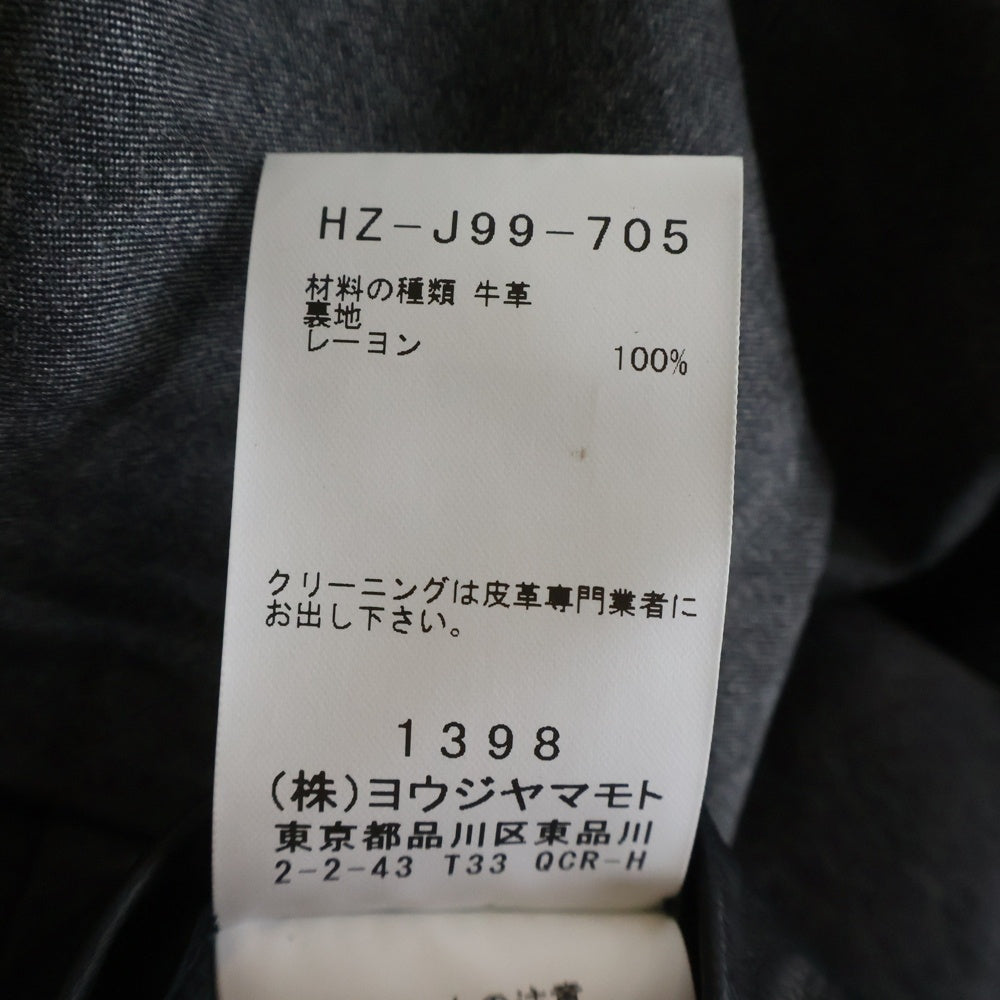 HZ-J99-705
材料の種類 牛革
裏地
レーヨン 100%
クリーニングは皮革専門業者に
お出し下さい。
1398
(株)ヨウジヤマモト
東京都品川区東品川
2-2-43 T33 QCR-H
の注意